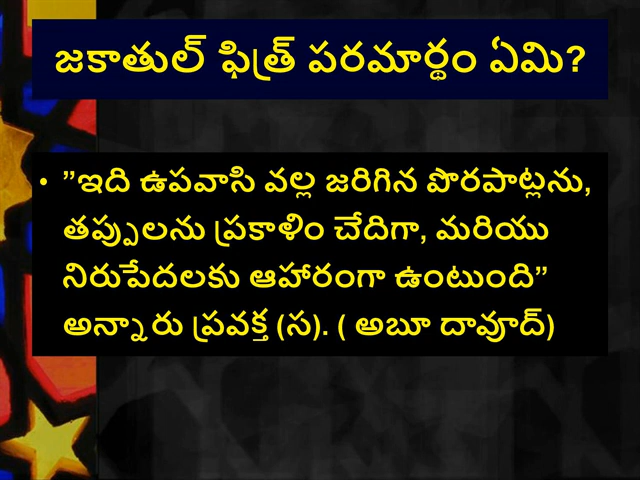 జకాతుల్ ఫిత్ర్ పరమార్థం ఏమి?
• ”ఇది ఉపవాసి వల్ల జరిగిన పొరపాట్లను,
తప్పులను ప్రకాళిం చేదిగా, మరియు
నిరుపేదలకు ఆహారంగా ఉంటుంది”
అన్నారు ప్రవక్త (స). ( అబూ దావూద్)